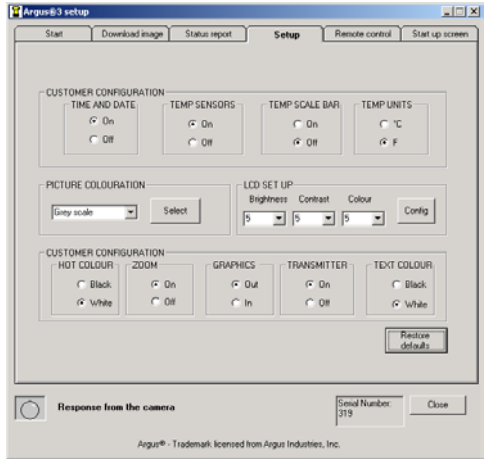 Argus®3 setup
Start Download image Status report Setup Remote control Start up screen
CUSTOMER CONFIGURATION
TIME AND DATE TEMP SENSORS TEMP SCALE BAR TEMP UNITS
On On On °C
Off Off Off F
PICTURE COLOURATION LCD SET UP
Brightness Contrast Colour
Grey scale Select 5 5 5 Config
CUSTOMER CONFIGURATION
HOT COLOUR ZOOM GRAPHICS TRANSMITTER TEXT COLOUR
Black On Out On Black
White Off In Off White
Restore
defaults
Response from the camera
Serial Number:
319
Close
Argus® - Trademark licensed from Argus Industries, Inc.